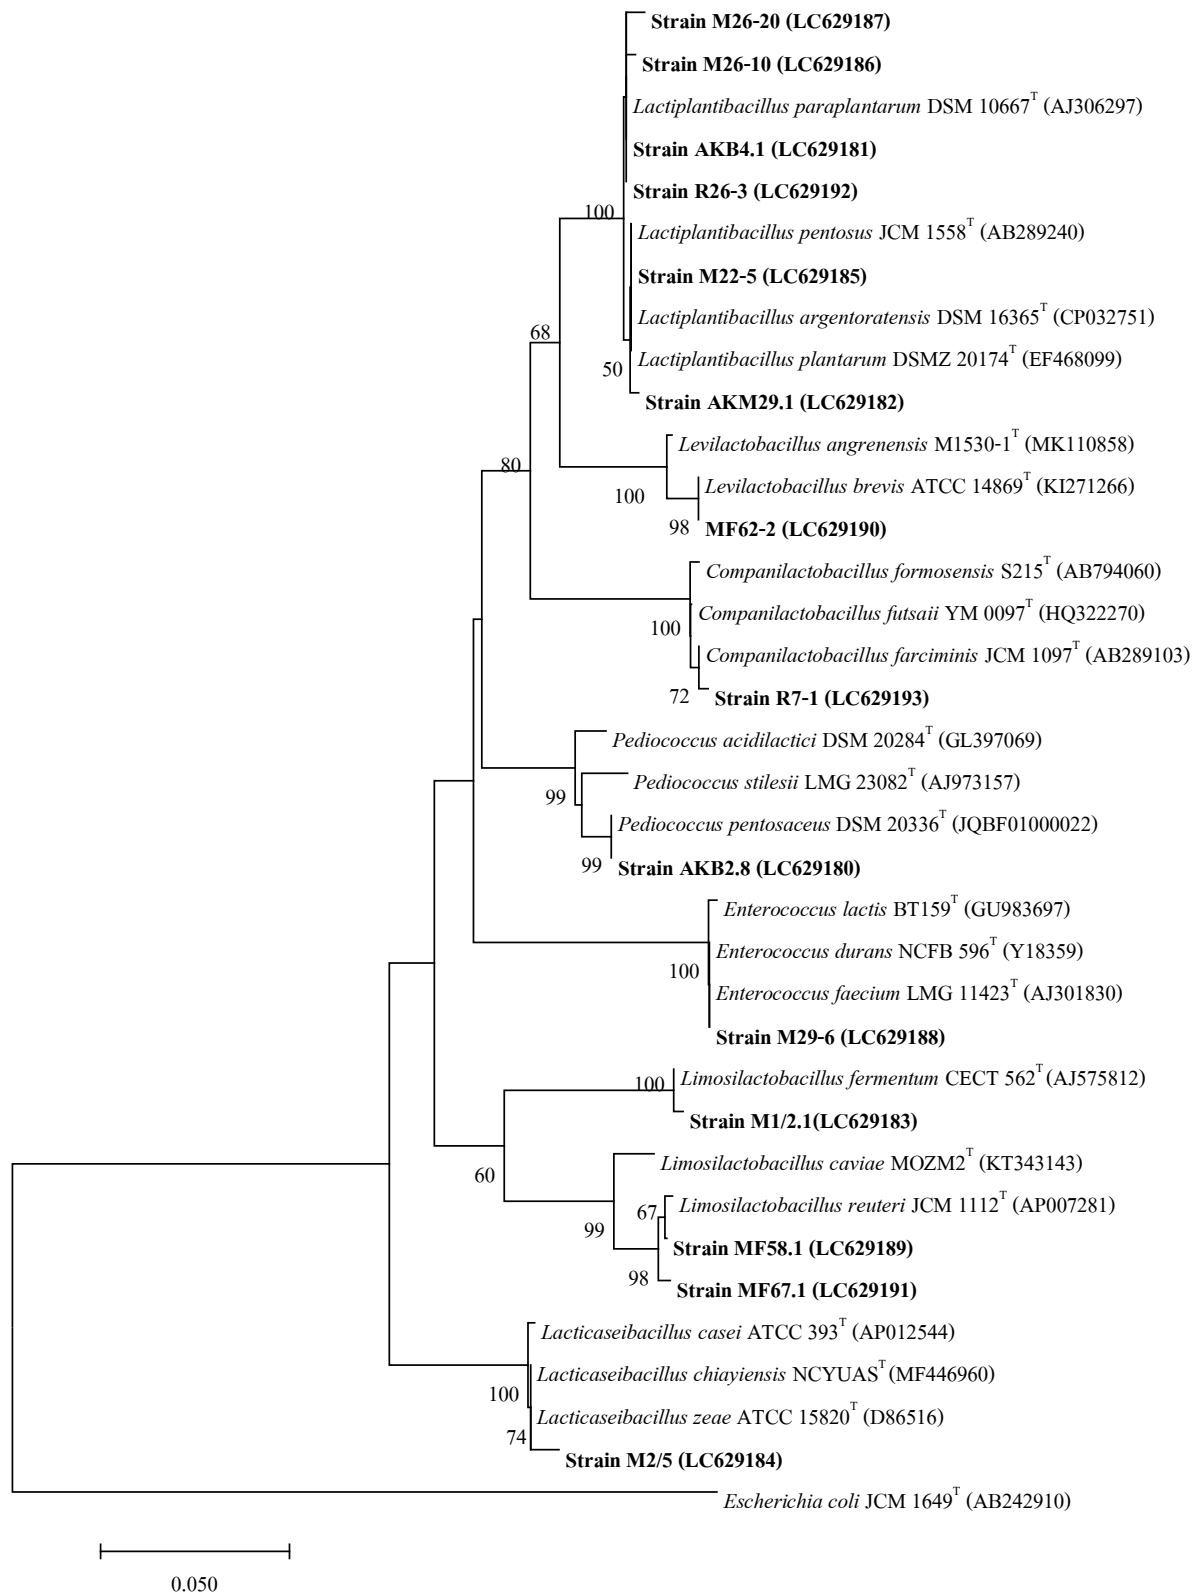 Strain M26-20 (LC629187)
Strain M26-10 (LC629186)
Lactiplantibacillus paraplantarum DSM 10667T (AJ306297)
Strain AKB4.1 (LC629181)
Strain R26-3 (LC629192)
100
Lactiplantibacillus pentosus JCM 1558T (AB289240)
Strain M22-5 (LC629185)
Lactiplantibacillus argentoratensis DSM 16365T (CP032751)
68
Lactiplantibacillus plantarum DSMZ 20174T (EF468099)
50
Strain AKM29.1 (LC629182)
Levilactobacillus angrenensis M1530-1T (MK110858)
80
Levilactobacillus brevis ATCC 14869T (KI271266)
100
98
MF62-2 (LC629190)
Companilactobacillus formosensis S215T (AB794060)
Companilactobacillus futsaii YM 0097T (HQ322270)
100
Companilactobacillus farciminis JCM 1097T (AB289103)
72
Strain R7-1 (LC629193)
Pediococcus acidilactici DSM 20284T (GL397069)
Pediococcus stilesii LMG 23082T (AJ973157)
99
Pediococcus pentosaceus DSM 20336T (JQBF01000022)
99
Strain AKB2.8 (LC629180)
Enterococcus lactis BT159T (GU983697)
Enterococcus durans NCFB 596T (Y18359)
100
Enterococcus faecium LMG 11423T (AJ301830)
Strain M29-6 (LC629188)
100
Limosilactobacillus fermentum CECT 562T (AJ575812)
Strain M1/2.1(LC629183)
Limosilactobacillus caviae MOZM2T (KT343143)
60
Limosilactobacillus reuteri JCM 1112T (AP007281)
67
99
Strain MF58.1 (LC629189)
98
Strain MF67.1 (LC629191)
Lacticaseibacillus casei ATCC 393T (AP012544)
Lacticaseibacillus chiayiensis NCYUAST (MF446960)
100
Lacticaseibacillus zeae ATCC 15820T (D86516)
74
Strain M2/5 (LC629184)
Escherichia coli JCM 1649T (AB242910)
0.050